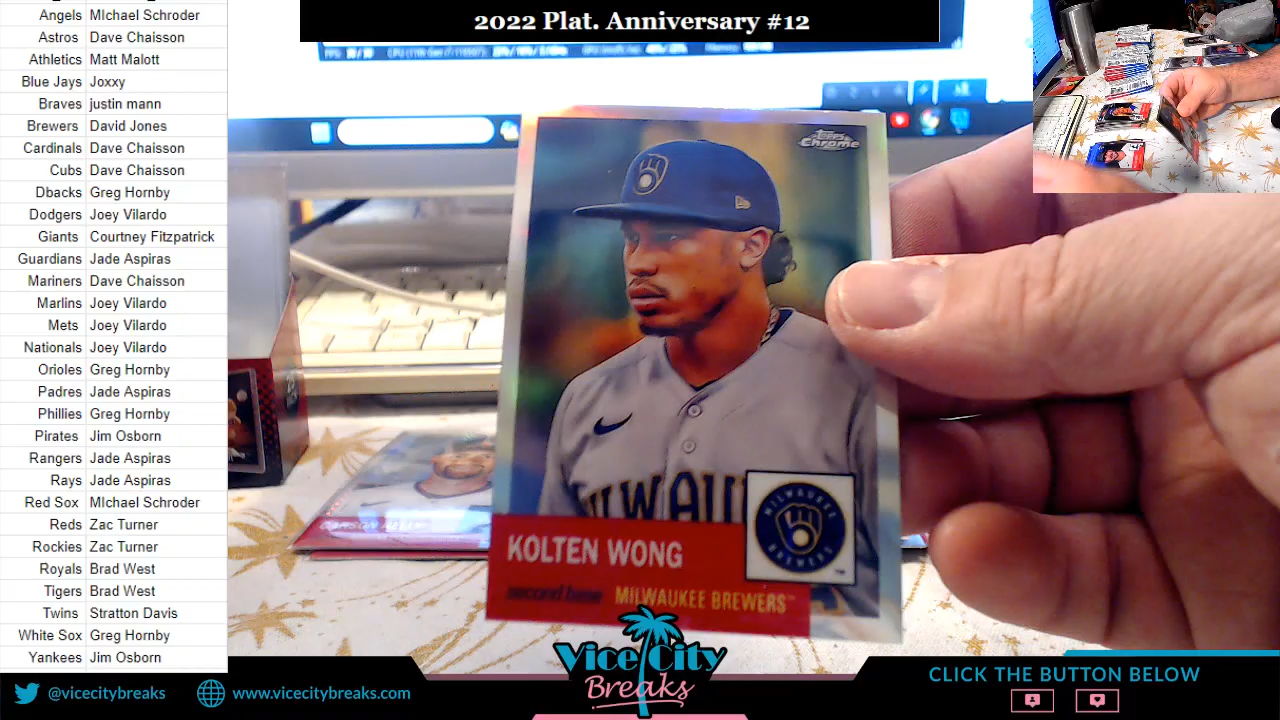 2022 Plat. Anniversary #12
Angels MIchael Schroder
Astros Dave Chaisson
Athletics Matt Malott
Blue Jays Joxxy
Braves justin mann
Brewers David Jones
Cardinals Dave Chaisson
Cubs Dave Chaisson
Dbacks Greg Hornby
Dodgers Joey Vilardo
Giants Courtney Fitzpatrick
Guardians Jade Aspiras
Mariners Dave Chaisson
Marlins Joey Vilardo
Mets Joey Vilardo
Nationals Joey Vilardo
Orioles Greg Hornby
Padres Jade Aspiras
Phillies Greg Hornby
Pirates Jim Osborn
Rangers Jade Aspiras
Rays Jade Aspiras
Red Sox MIchael Schroder
Reds Zac Turner
Rockies Zac Turner
Royals Brad West
Tigers Brad West
Twins Stratton Davis
White Sox Greg Hornby
Yankees Jim Osborn
Topps
Chrome
MILWAUKEE
BREWERS
KOLTEN WONG
second base MILWAUKEE BREWERS™
Vice City
Breaks
@vicecitybreaks
www.vicecitybreaks.com
CLICK THE BUTTON BELOW